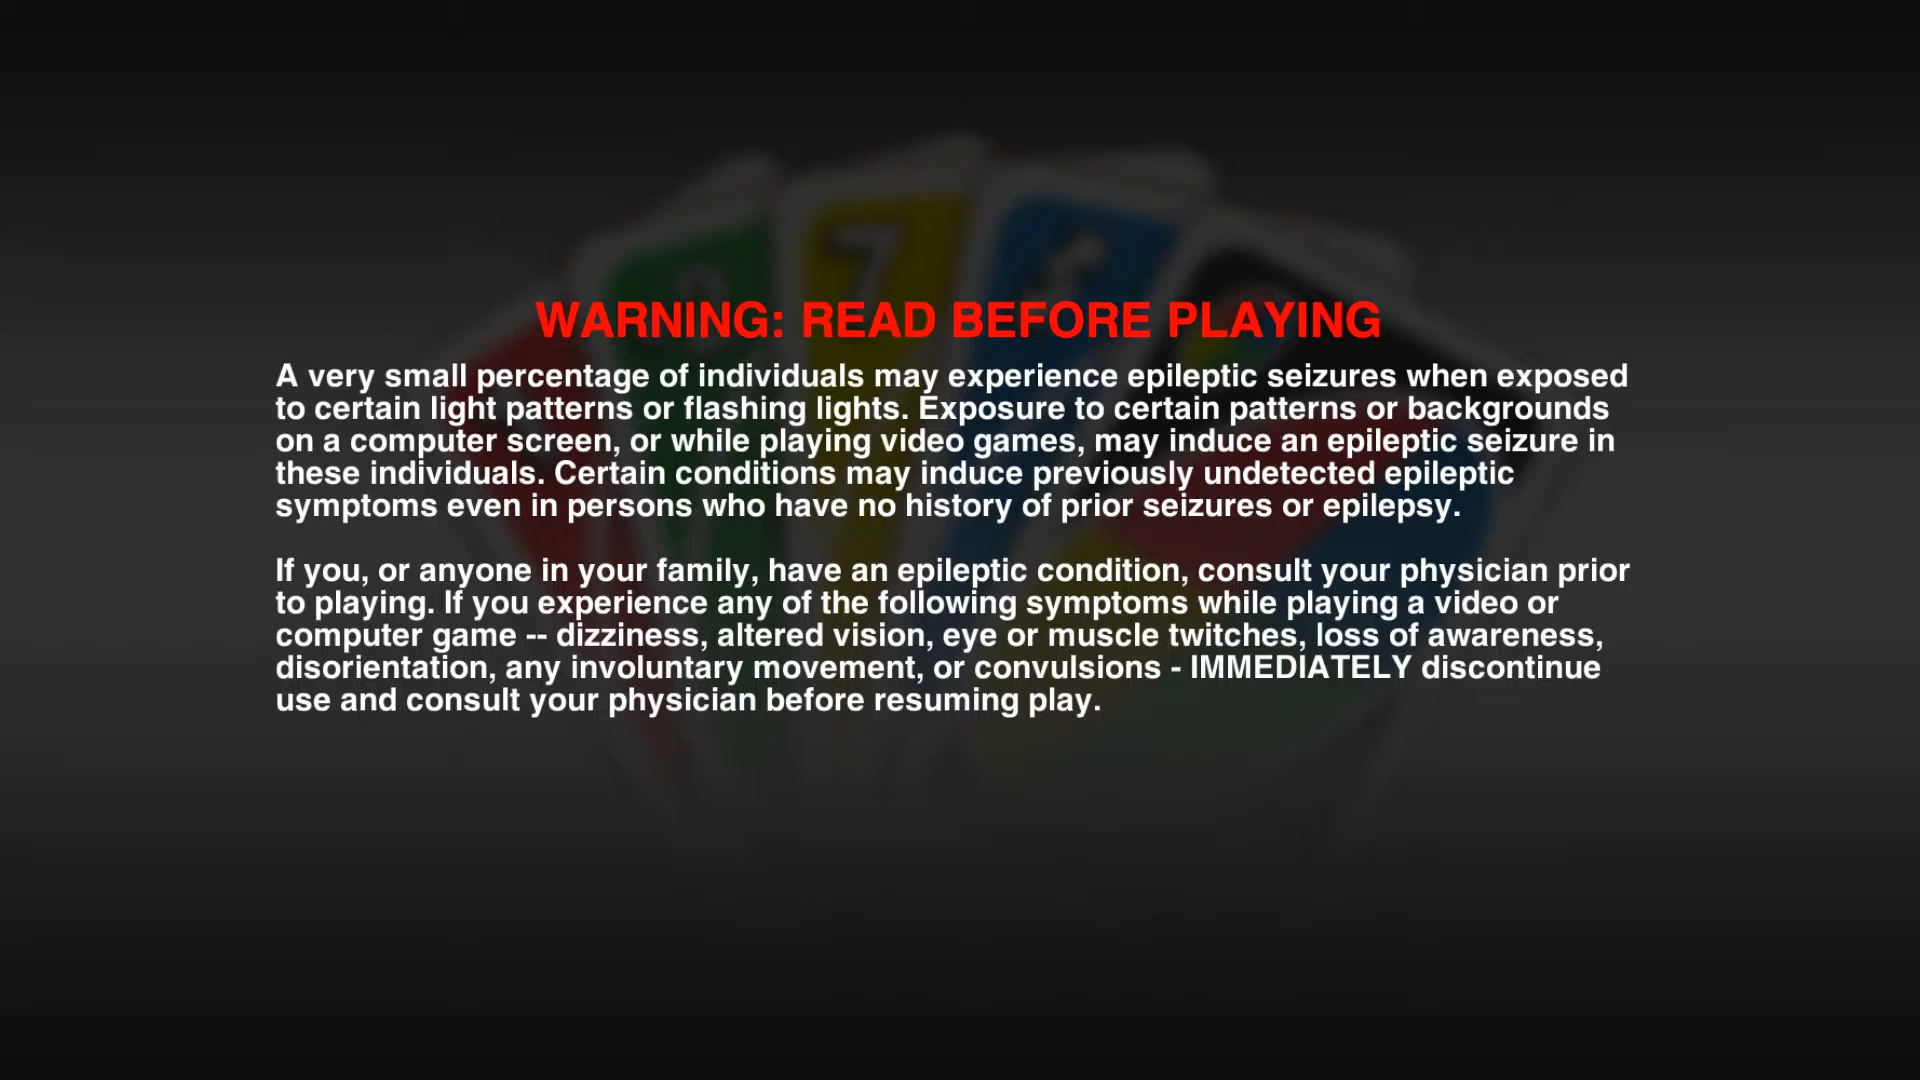 WARNING: READ BEFORE PLAYING
A very small percentage of individuals may experience epileptic seizures when exposed
to certain light patterns or flashing lights. Exposure to certain patterns or backgrounds
on a computer screen, or while playing video games, may induce an epileptic seizure in
these individuals. Certain conditions may induce previously undetected epileptic
symptoms even in persons who have no history of prior seizures or epilepsy.
If you, or anyone in your family, have an epileptic condition, consult your physician prior
to playing. If you experience any of the following symptoms while playing a video or
computer game -- dizziness, altered vision, eye or muscle twitches, loss of awareness,
disorientation, any involuntary movement, or convulsions - IMMEDIATELY discontinue
use and consult your physician before resuming play.
7